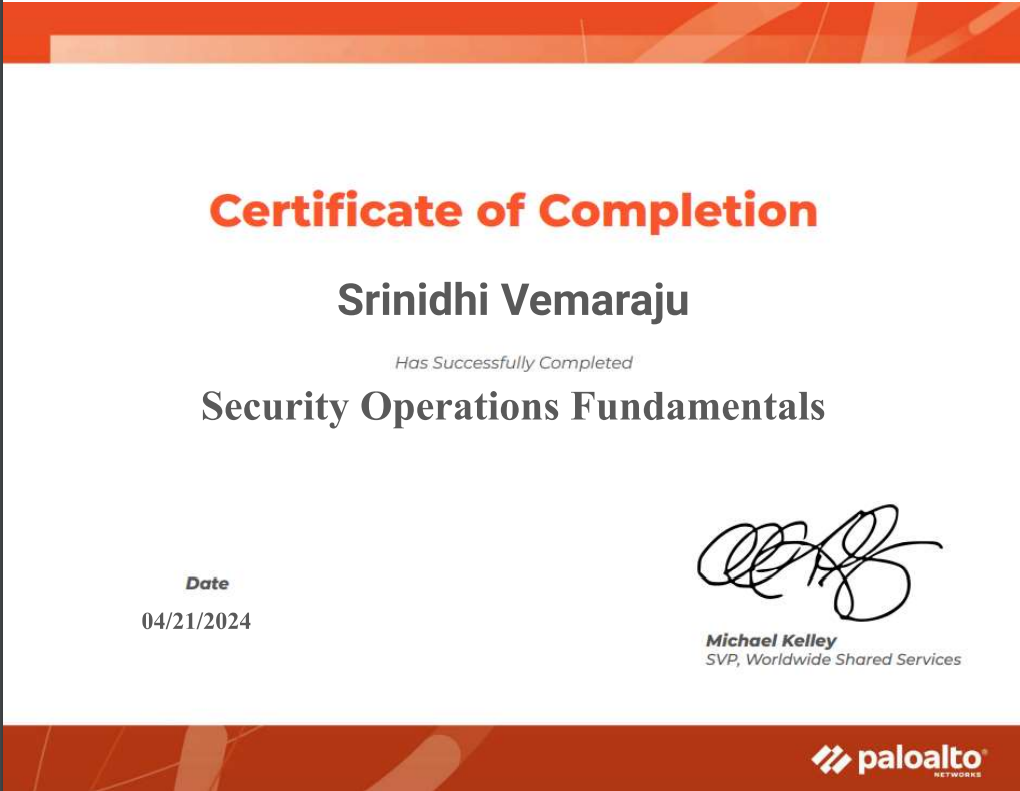 Certificate of Completion
Srinidhi Vemaraju
Has Successfully Completed
Security Operations Fundamentals
Date
04/21/2024
Michael Kelley
SVP, Worldwide Shared Services
paloalto®
NETWORKS